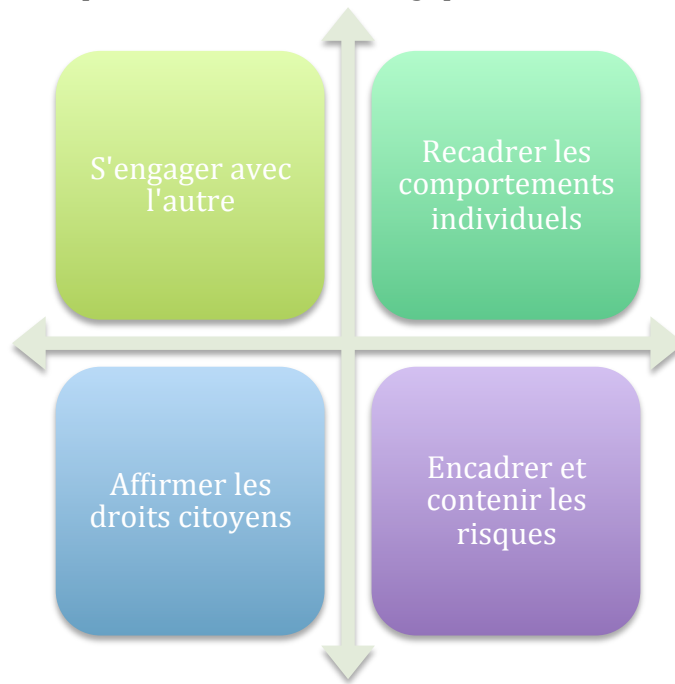 S'engager avec
l'autre
Recadrer les
comportements
individuels
Affirmer les
droits citoyens
Encadrer et
contenir les
risques